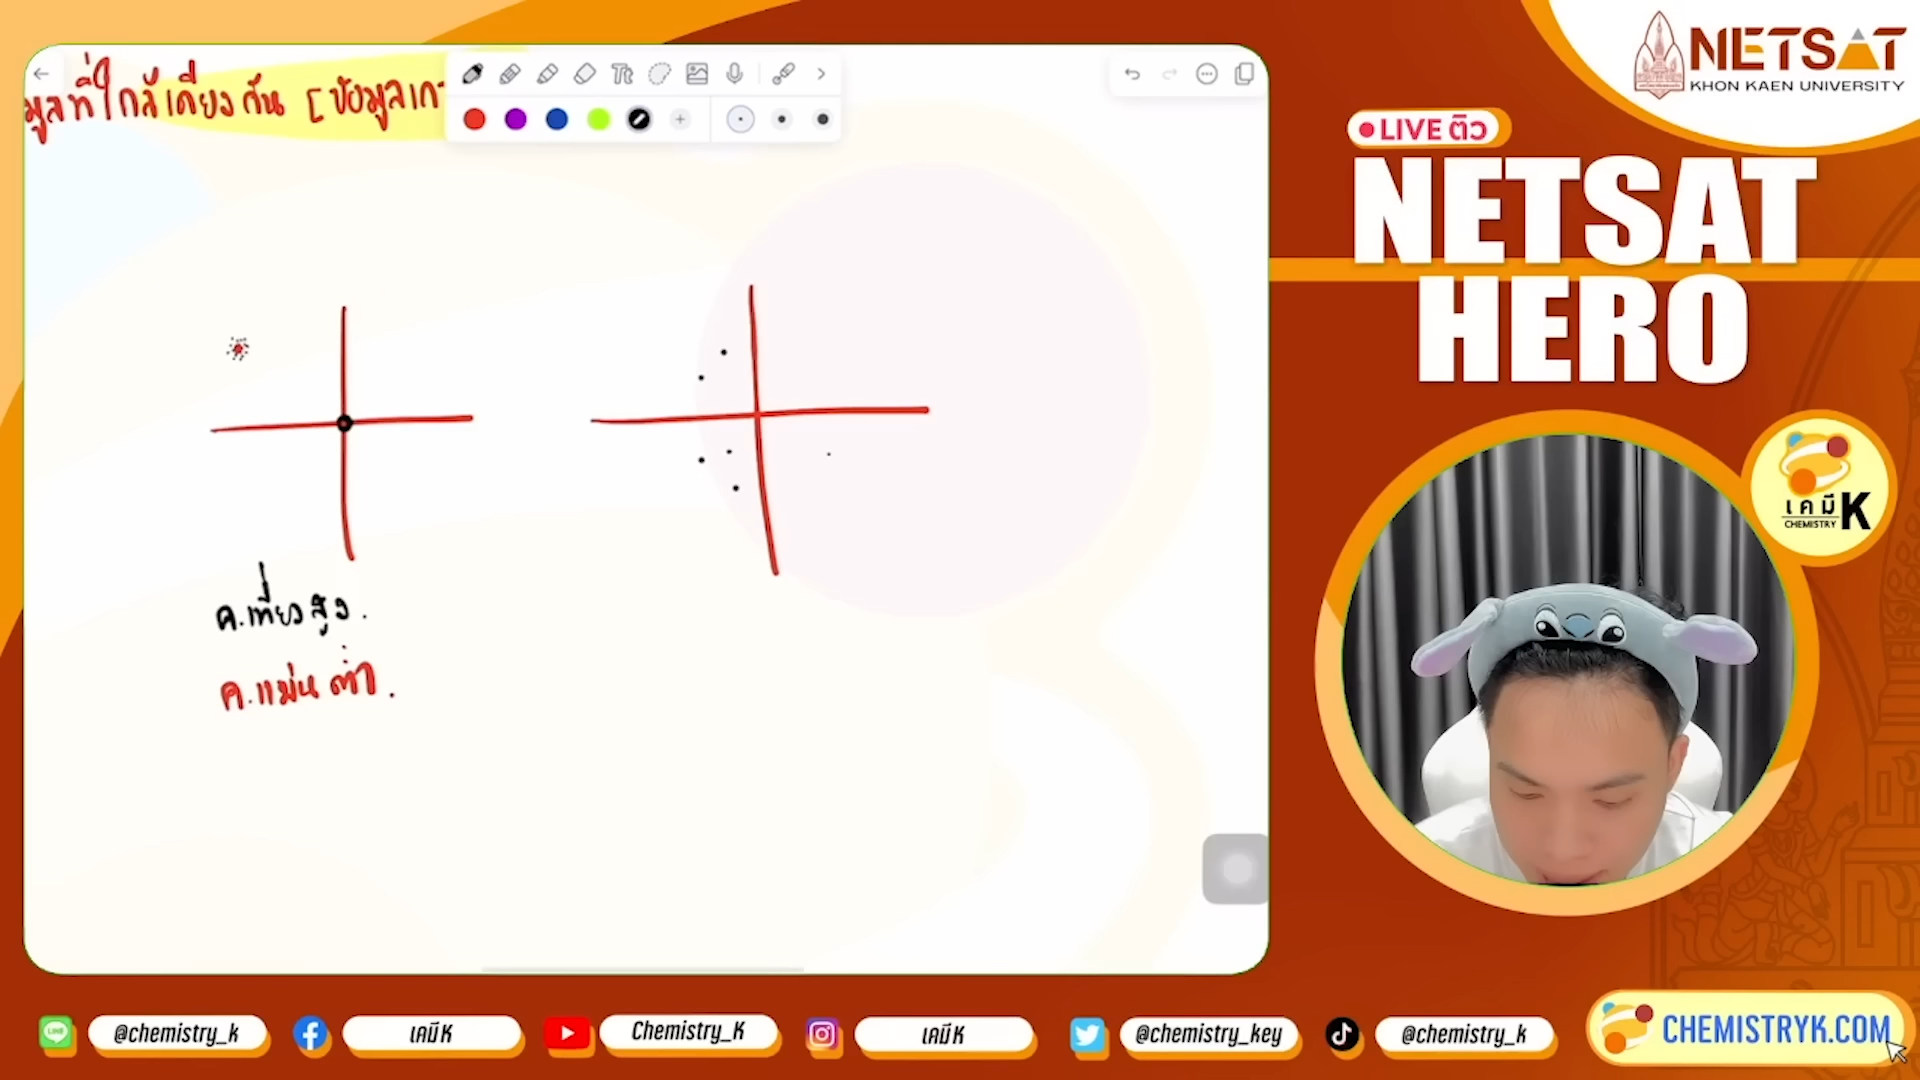 มูลที่ใกล้เคียงกัน [ข้อมูลเกา
ค.เที่ยงสูง.
ค.แม่นต่ำ.
NETSAT
KHON KAEN UNIVERSITY
LIVE ติว
NETSAT
HERO
เคมี K
CHEMISTRY
LINE
@chemistry_k
เคมี K
Chemistry_K
เคมี K
@chemistry_key
@chemistry_k
CHEMISTRYK.COM